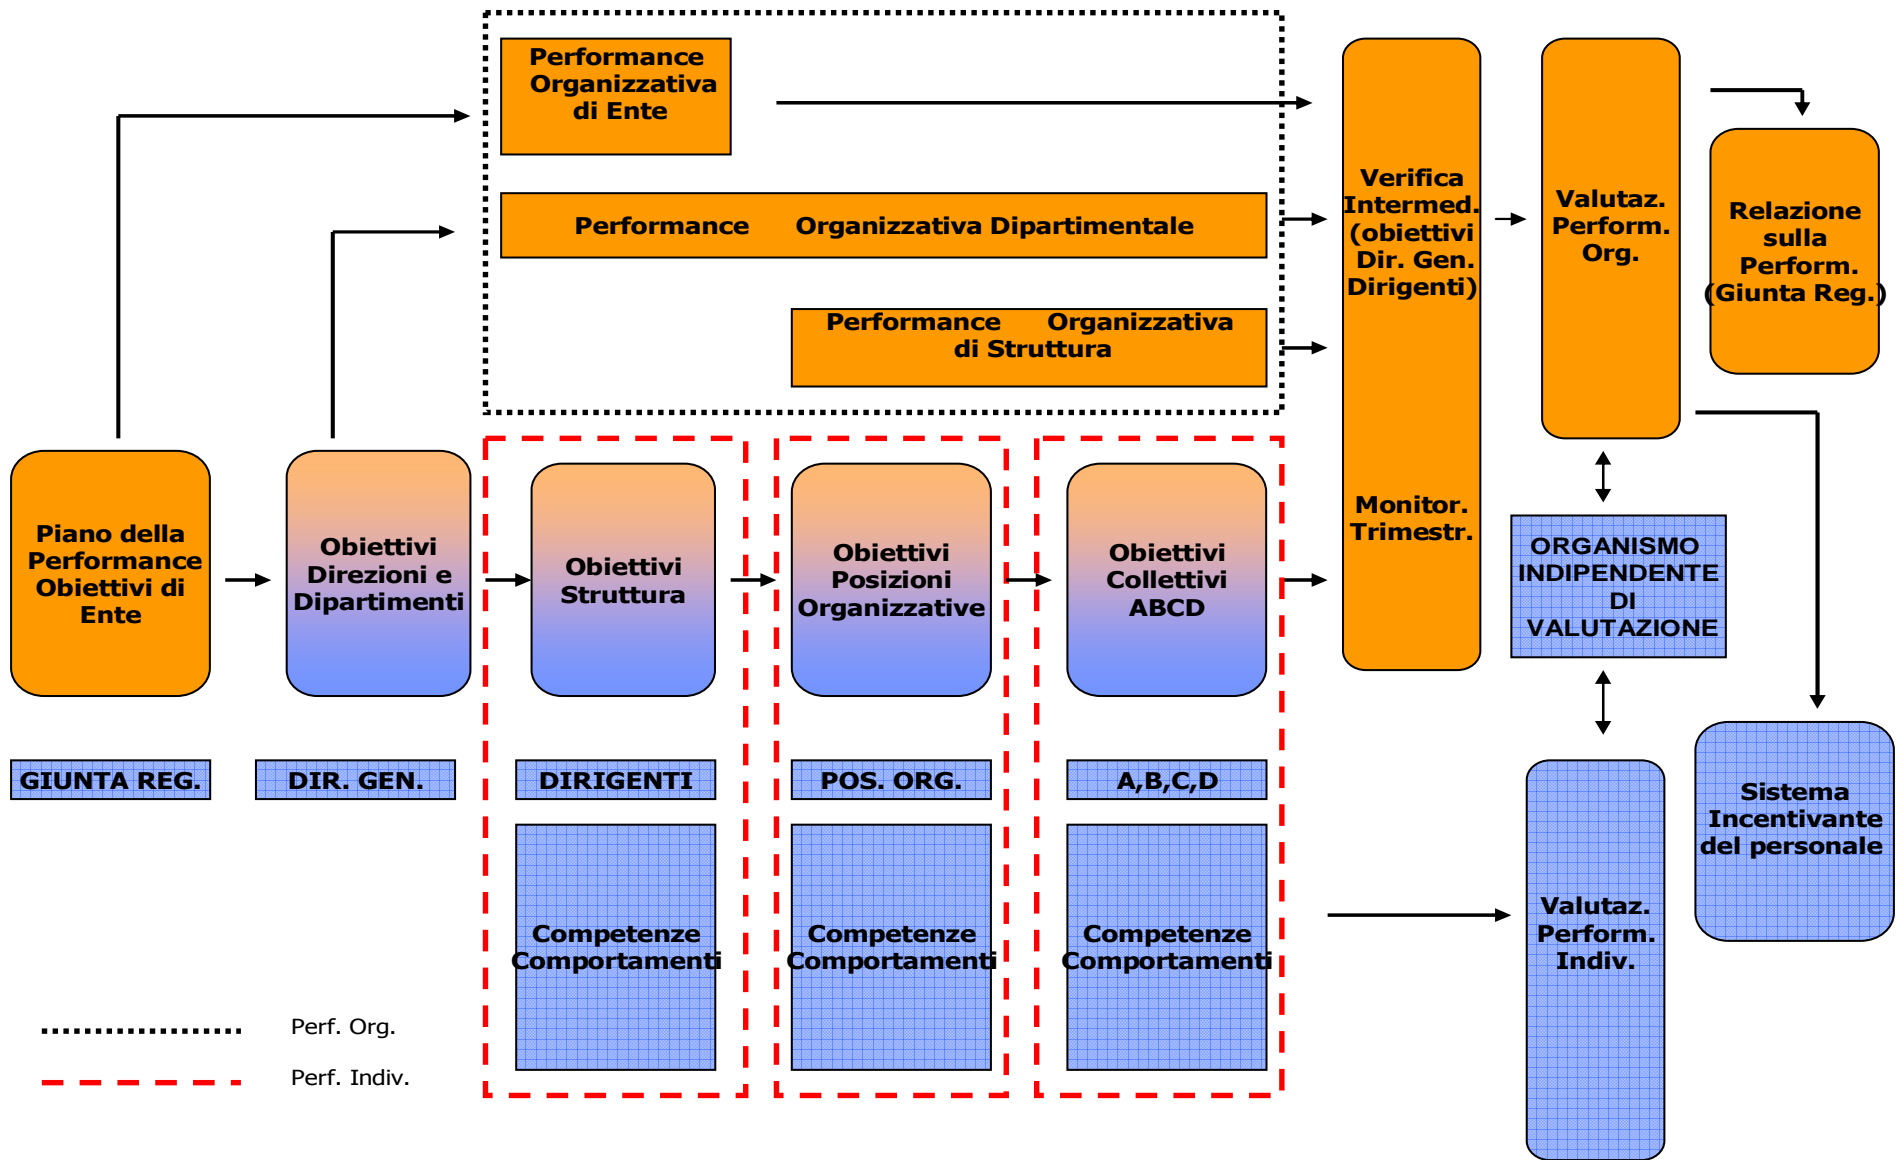 Performance
Organizzativa
di Ente
Performance Organizzativa Dipartimentale
Performance Organizzativa
di Struttura
Verifica
Intermed.
(obiettivi
Dir. Gen.
Dirigenti)
Monitor.
Trimestr.
Valutaz.
Perform.
Org.
Relazione
sulla
Perform.
(Giunta Reg.)
Piano della
Performance
Obiettivi di
Ente
Obiettivi
Direzioni e
Dipartimenti
Obiettivi
Struttura
Obiettivi
Posizioni
Organizzative
Obiettivi
Collettivi
ABCD
ORGANISMO
INDIPENDENTE
DI
VALUTAZIONE
GIUNTA REG.
DIR. GEN.
DIRIGENTI
POS. ORG.
A,B,C,D
Competenze
Comportamenti
Competenze
Comportamenti
Competenze
Comportamenti
Valutaz.
Perform.
Indiv.
Sistema
Incentivante
del personale
Perf. Org.
Perf. Indiv.